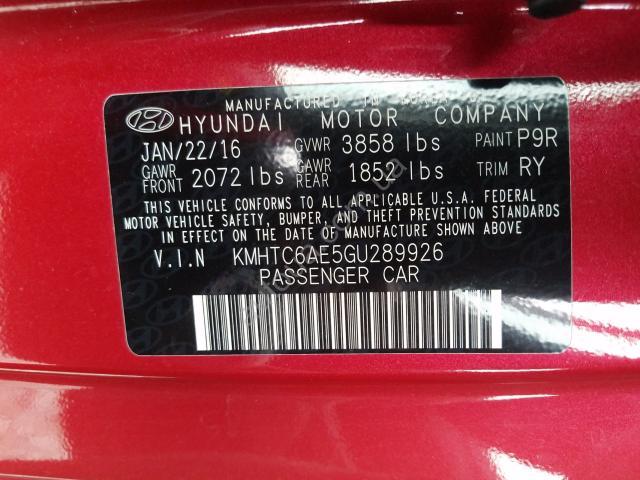 MANUFACTURED IN KOREA
HYUNDAI MOTOR COMPANY
JAN/22/16 GVWR 3858 lbs PAINT P9R
GAWR FRONT 2072 lbs GAWR REAR 1852 lbs TRIM RY
THIS VEHICLE CONFORMS TO ALL APPLICABLE U.S.A. FEDERAL
MOTOR VEHICLE SAFETY, BUMPER, AND THEFT PREVENTION STANDARDS
IN EFFECT ON THE DATE OF MANUFACTURE SHOWN ABOVE.
V.I.N KMHTC6AE5GU289926
PASSENGER CAR